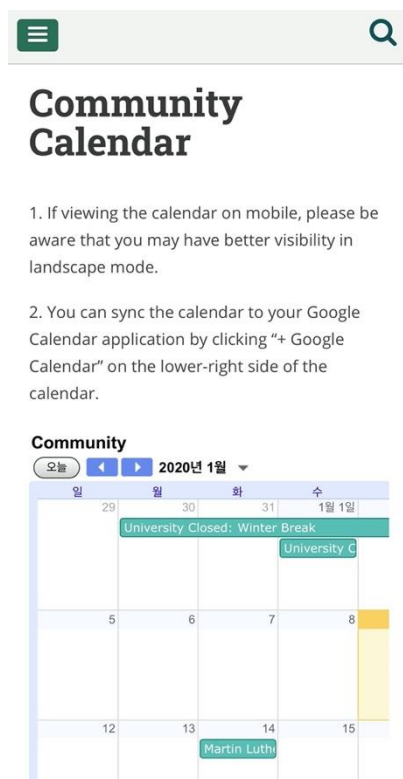 Community
Calendar
1. If viewing the calendar on mobile, please be
aware that you may have better visibility in
landscape mode.
2. You can sync the calendar to your Google
Calendar application by clicking “+ Google
Calendar” on the lower-right side of the
calendar.
Community
오늘 2020년 1월
일 월 화 수
29 30 31 1월 1일
University Closed: Winter Break
University C
5 6 7 8
12 13 14 15
Martin Luthe